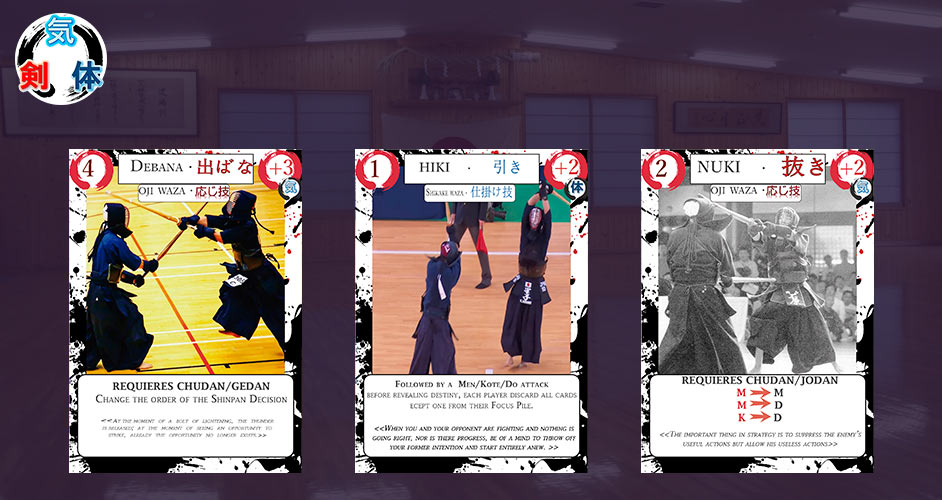 気
剣 体
4
DEBANA · 出ばな
+3
気
OJI WAZA · 応じ技
REQUIERES CHUDAN/GEDAN
CHANGE THE ORDER OF THE SHINPAN DECISION
<<AT THE MOMENT OF A BOLT OF LIGHTENING, THE THUNDER
IS RELEASED; AT THE MOMENT OF SEEING AN OPPORTUNITY TO
STRIKE, ALREADY THE OPPORTUNITY NO LONGER EXISTS>>
1
HIKI · 引き
+2
体
SHIKAKE WAZA · 仕掛け技
FOLLOWED BY A MEN/KOTE/DO ATTACK
BEFORE REVEALING DESTINY, EACH PLAYER DISCARD ALL CARDS
ECEPT ONE FROM THEIR FOCUS PILE.
<<WHEN YOU AND YOUR OPPONENT ARE FIGHTING AND NOTHING IS
GOING RIGHT, NOR IS THERE PROGRESS, BE OF A MIND TO THROW OFF
YOUR FORMER INTENTION AND START ENTIRELY ANEW. >>
2
NUKI · 抜き
+2
気
OJI WAZA · 応じ技
REQUIERES CHUDAN/JODAN
M M
M D
K D
<<THE IMPORTANT THING IN STRATEGY IS TO SUPPRESS THE ENEMY'S
USEFUL ACTIONS BUT ALLOW HIS USELESS ACTIONS>>